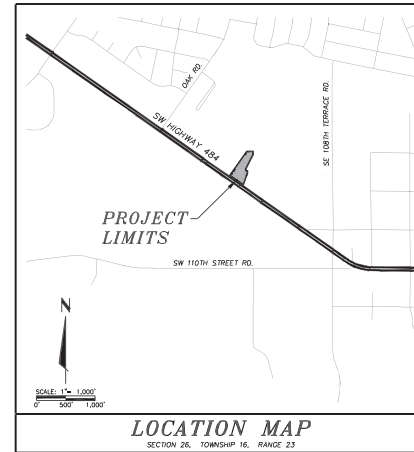 OAK RD.
SW HIGHWAY 484
SE 108TH TERRACE RD.
PROJECT
LIMITS
SW 110TH STREET RD.
N
SCALE: 1"= 1,000'
0' 500' 1,000'
LOCATION MAP
SECTION 26, TOWNSHIP 16, RANGE 23